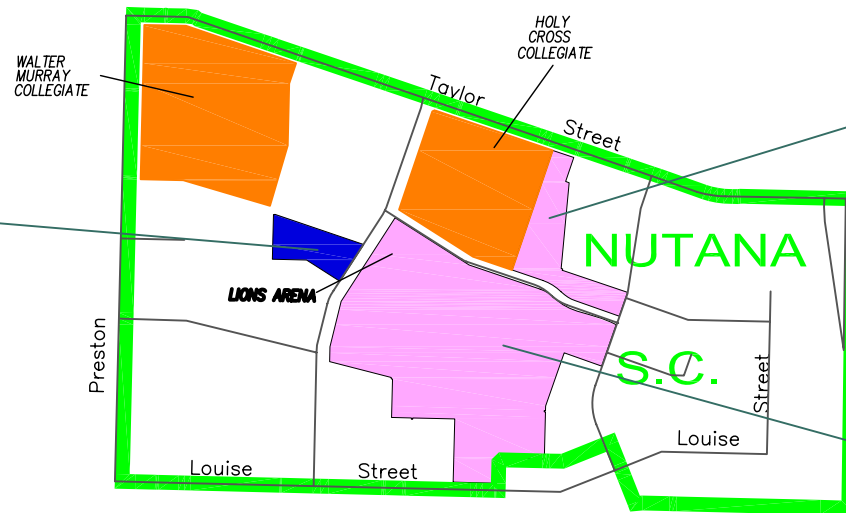 HOLY
CROSS
COLLEGIATE
WALTER
MURRAY
COLLEGIATE
Taylor
Street
NUTANA
LIONS ARENA
Preston
S.C.
Street
Louise
Louise
Street